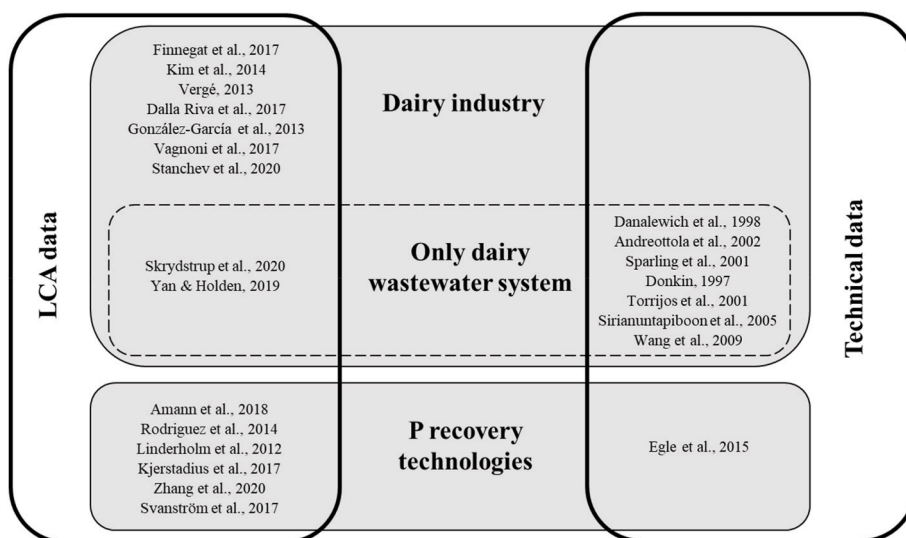 Finnegat et al., 2017
Kim et al., 2014
Vergé, 2013
Dalla Riva et al., 2017
González-García et al., 2013
Vagnoni et al., 2017
Stanchev et al., 2020
Dairy industry
LCA data
Skrydstrup et al., 2020
Yan & Holden, 2019
Only dairy
wastewater system
Danalewich et al., 1998
Andreottola et al., 2002
Sparling et al., 2001
Donkin, 1997
Torrijos et al., 2001
Sirianuntapiboon et al., 2005
Wang et al., 2009
Technical data
Amann et al., 2018
Rodriguez et al., 2014
Linderholm et al., 2012
Kjerstadius et al., 2017
Zhang et al., 2020
Svanström et al., 2017
P recovery
technologies
Egle et al., 2015